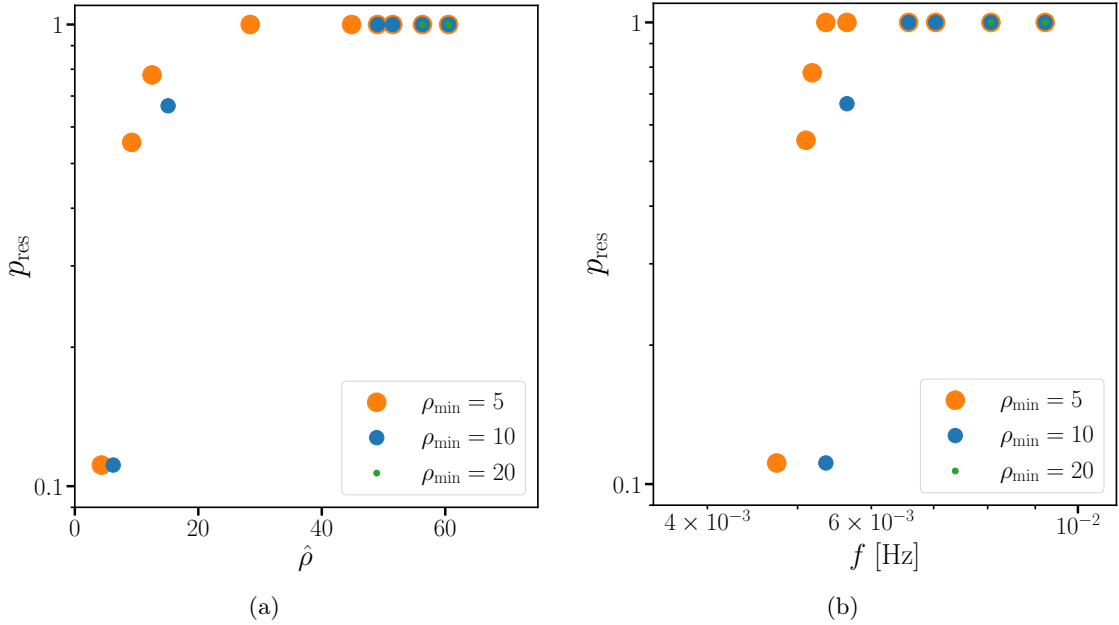 1
0.1
p_res
0 20 40 60
ρ̂
ρ_min = 5
ρ_min = 10
ρ_min = 20
(a)
1
0.1
p_res
4 × 10⁻³ 6 × 10⁻³ 10⁻²
f [Hz]
ρ_min = 5
ρ_min = 10
ρ_min = 20
(b)